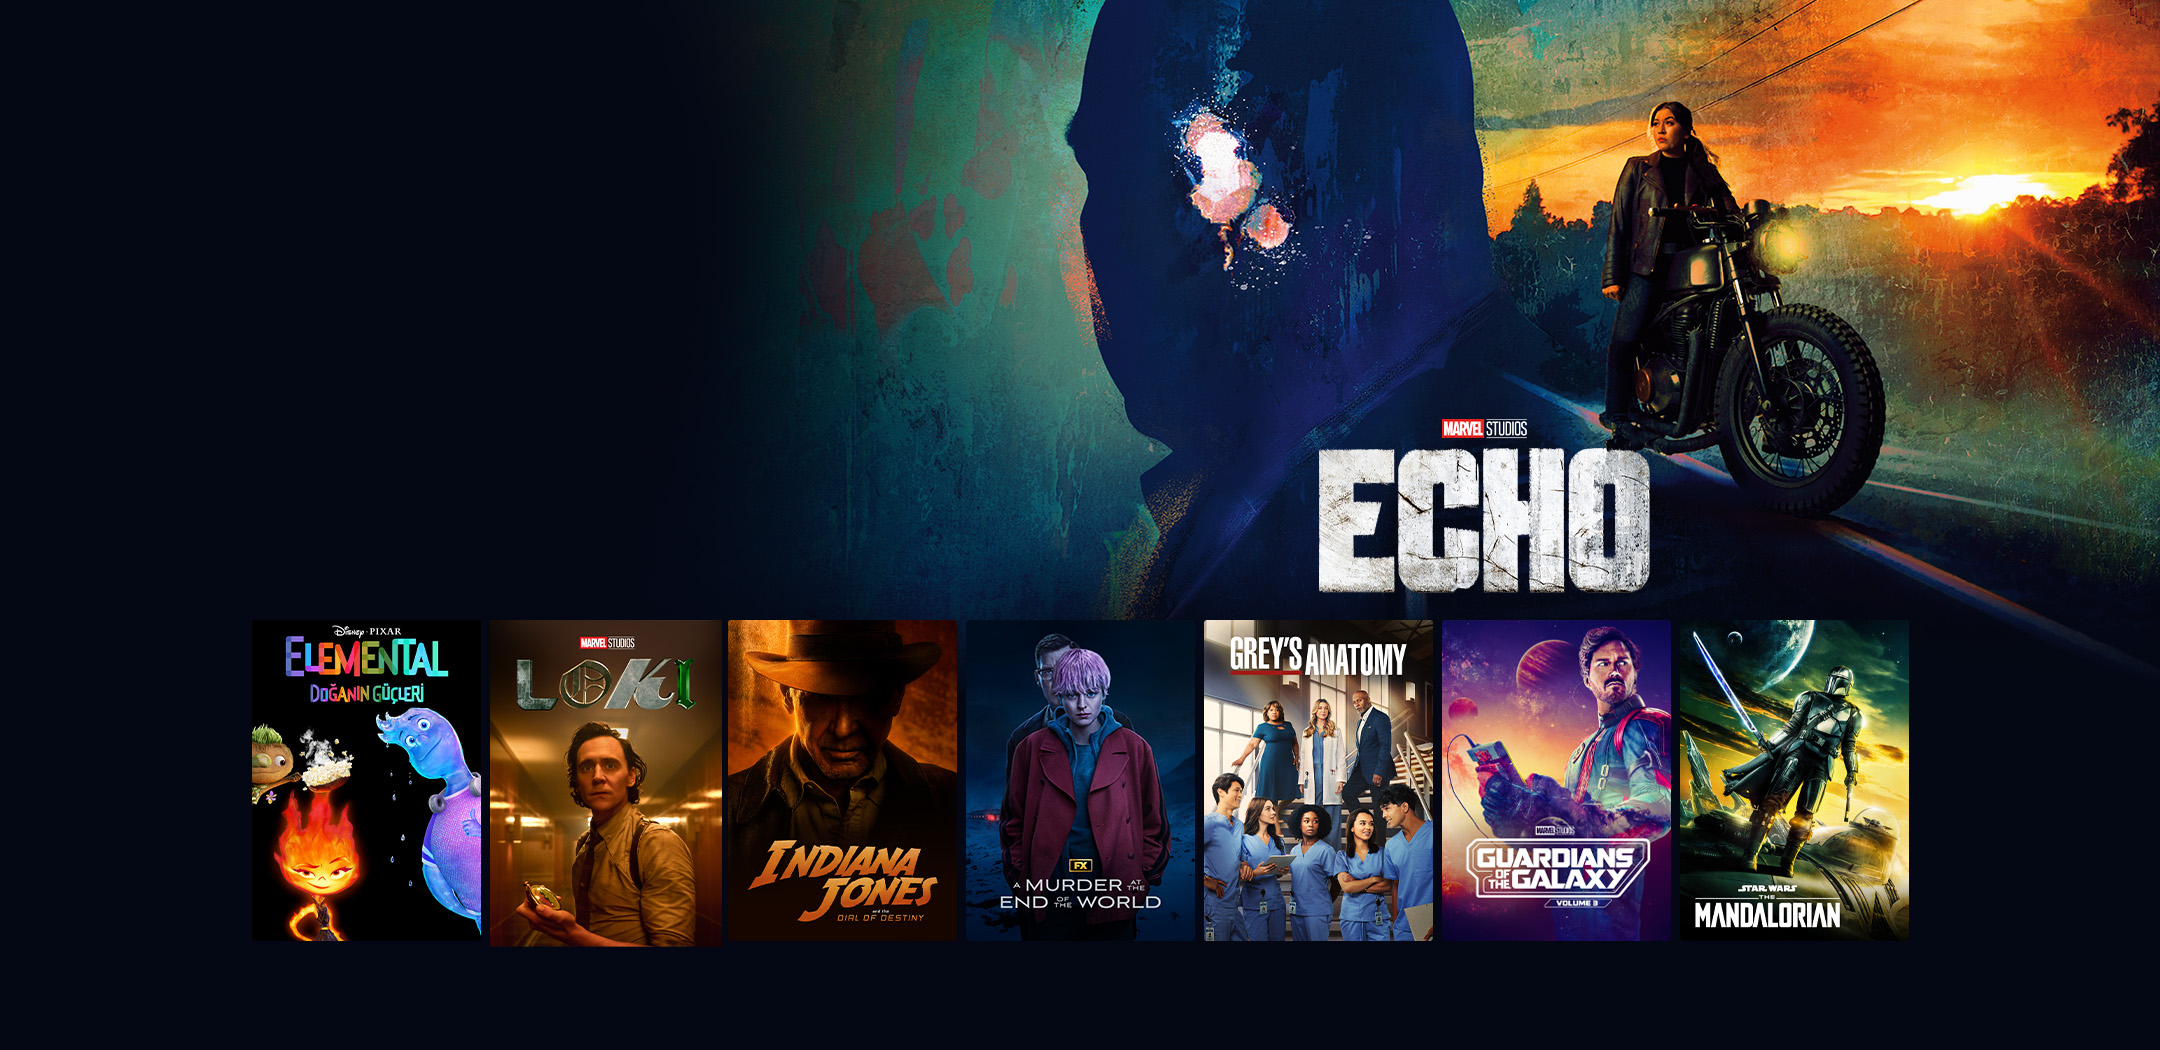 MARVEL STUDIOS
ECHO
Disney · PIXAR
ELEMENTAL
DOĞANIN GÜÇLERİ
MARVEL STUDIOS
LOKI
INDIANA
JONES
and the
DIAL OF DESTINY
FX
A MURDER AT THE
END OF THE WORLD
GREY'S ANATOMY
MARVEL STUDIOS
GUARDIANS
OF THE GALAXY
VOLUME 3
STAR WARS
THE
MANDALORIAN